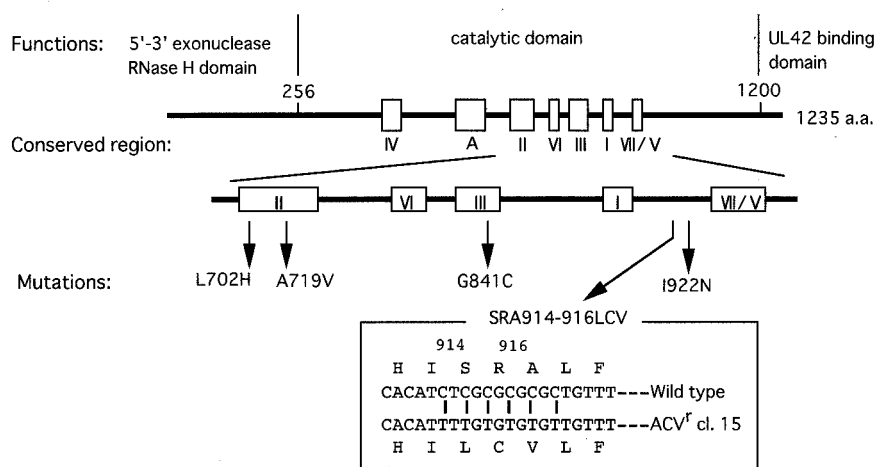 Functions: 5'-3' exonuclease RNase H domain catalytic domain UL42 binding domain
256 1200
1235 a.a.
Conserved region: IV A II VI III I VII/V
II VI III I VII/V
Mutations: L702H A719V G841C I922N
SRA914-916LCV
914 916
H I S R A L F
CACATCTCGCGCGCGCTGTTT---Wild type
CACATTTTGTGTGTGTTGTTT---ACVr cl. 15
H I L C V L F